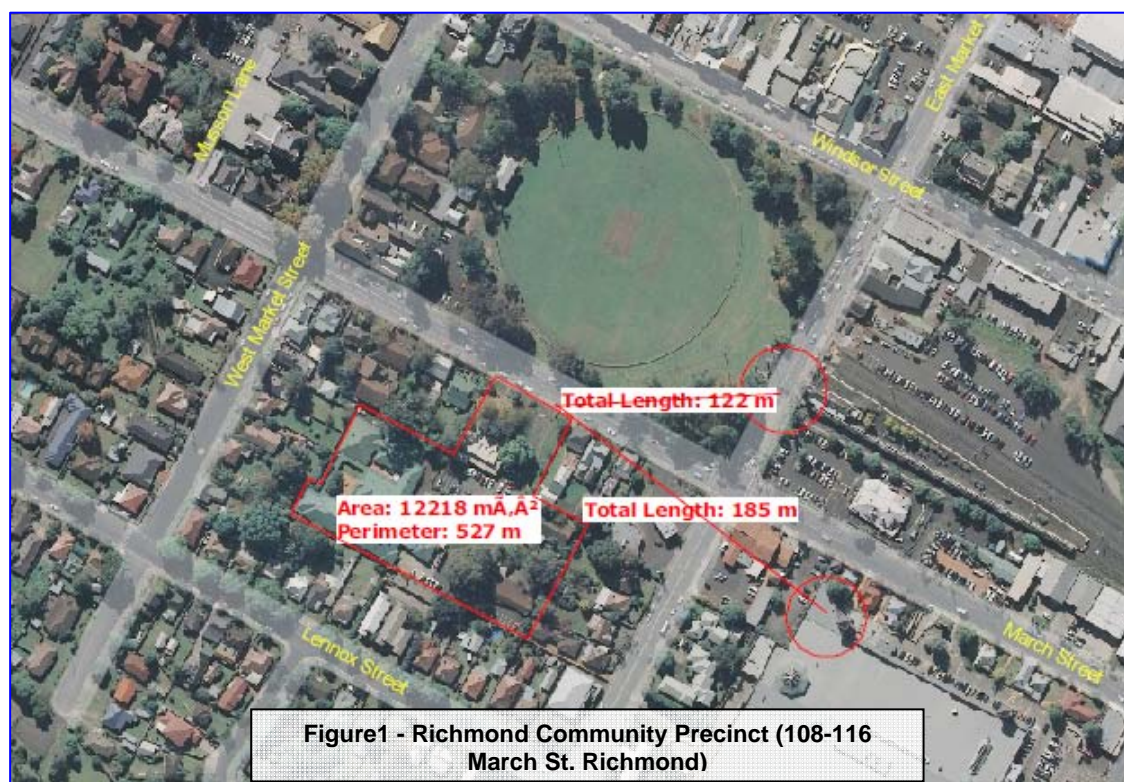 Musson Lane
East Market S
Windsor Street
West Market Street
Total Length: 122 m
Total Length: 185 m
Area: 12218 mÃ‚Â²
Perimeter: 527 m
March Street
Lennox Street
Figure1 - Richmond Community Precinct (108-116
March St. Richmond)